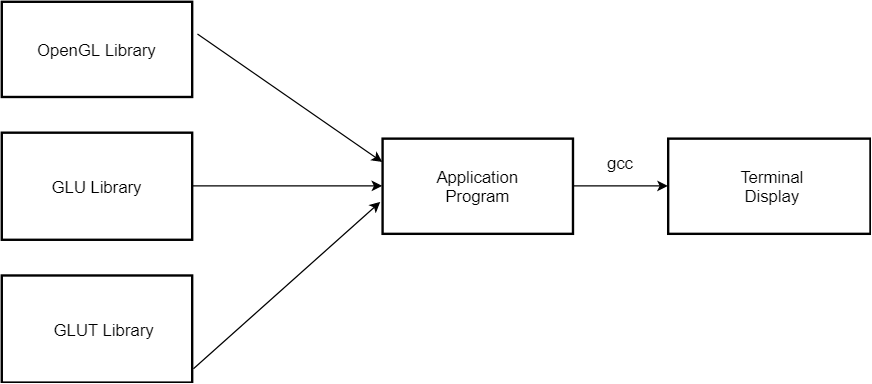 OpenGL Library
GLU Library
GLUT Library
Application
Program
gcc
Terminal
Display